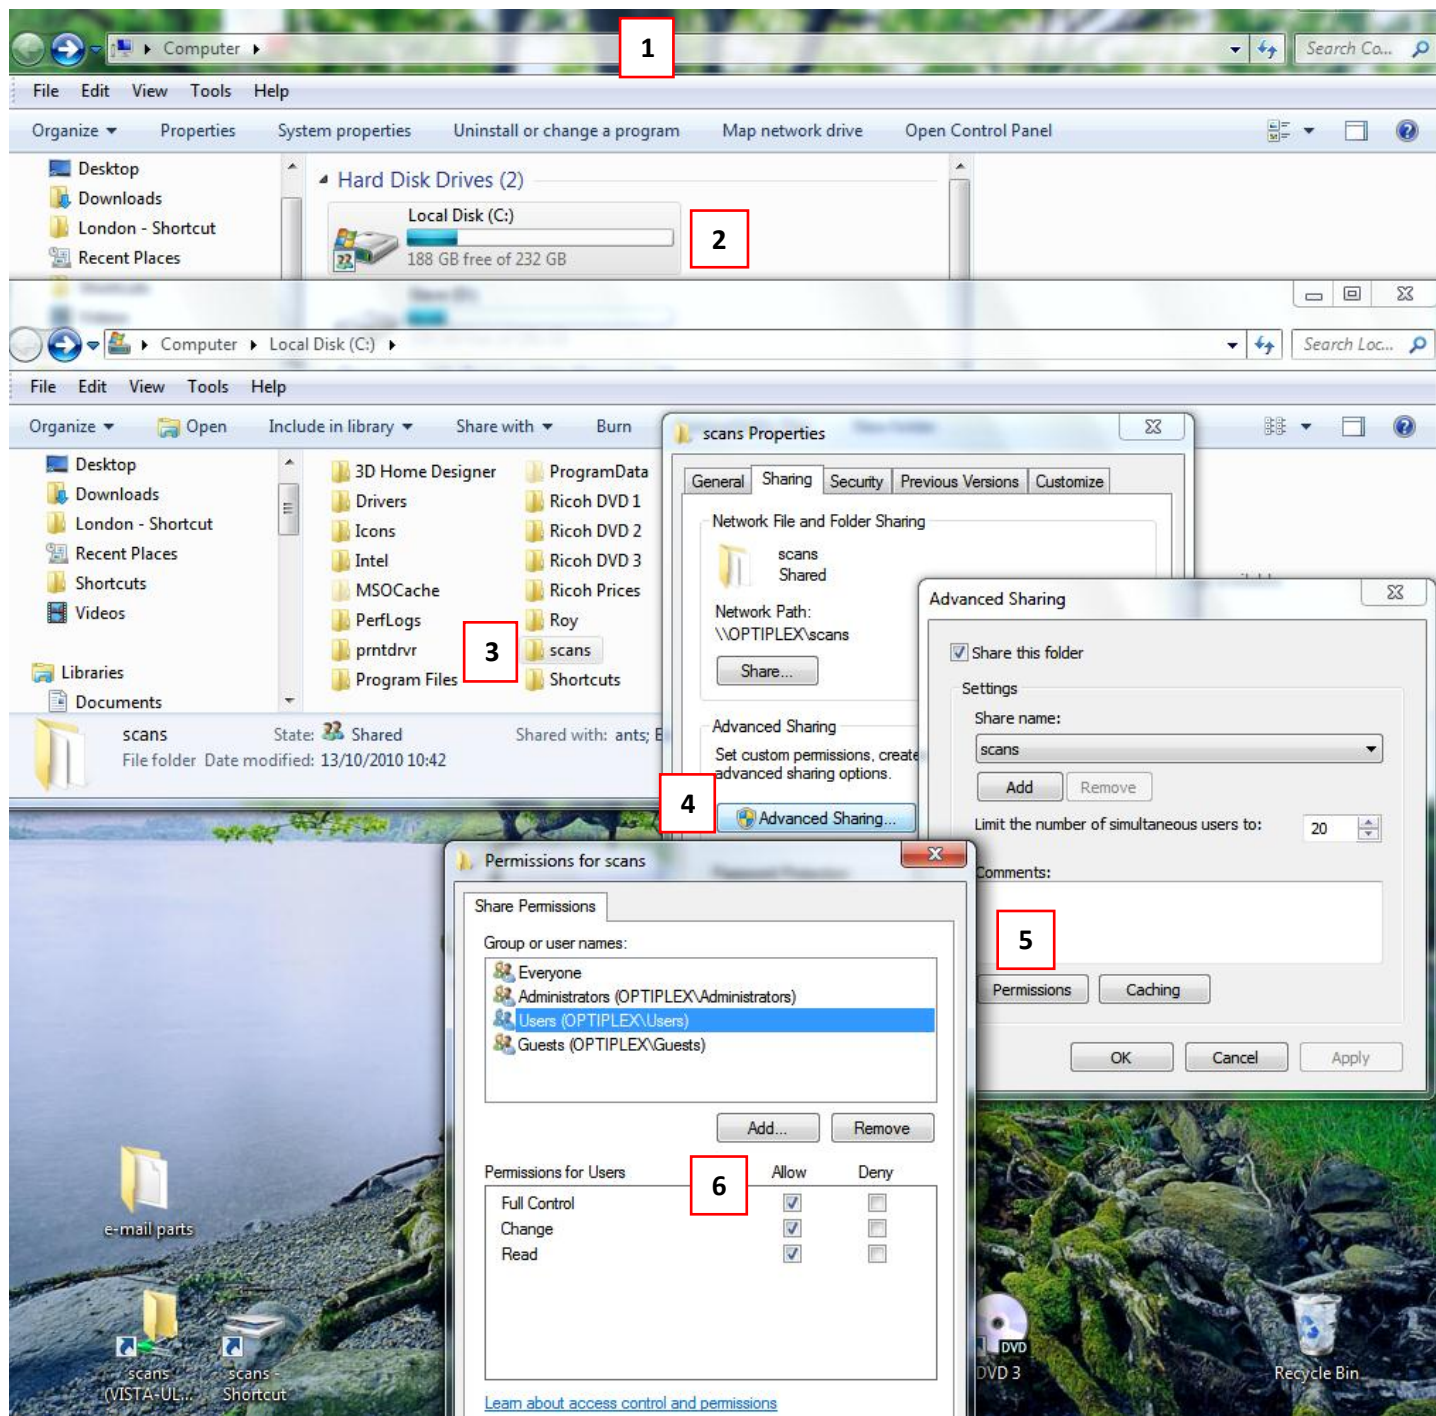 Computer
1
Search Co...
File Edit View Tools Help
Organize Properties System properties Uninstall or change a program Map network drive Open Control Panel
Desktop
Downloads
London - Shortcut
Recent Places
Hard Disk Drives (2)
Local Disk (C:)
188 GB free of 232 GB
2
Computer Local Disk (C:)
Search Loc...
File Edit View Tools Help
Organize Open Include in library Share with Burn
Desktop
Downloads
London - Shortcut
Recent Places
Shortcuts
Videos
Libraries
Documents
3D Home Designer
Drivers
Icons
Intel
MSOCache
PerfLogs
prntdrvr
Program Files
ProgramData
Ricoh DVD 1
Ricoh DVD 2
Ricoh DVD 3
Ricoh Prices
Roy
3
scans
Shortcuts
scans State: Shared Shared with: ants; E
File folder Date modified: 13/10/2010 10:42
scans Properties
General Sharing Security Previous Versions Customize
Network File and Folder Sharing
scans
Shared
Network Path:
\\OPTIPLEX\scans
Share...
Advanced Sharing
Set custom permissions, create
advanced sharing options.
4
Advanced Sharing...
Advanced Sharing
Share this folder
Settings
Share name:
scans
Add Remove
Limit the number of simultaneous users to: 20
Comments:
5
Permissions Caching
OK Cancel Apply
Permissions for scans
Share Permissions
Group or user names:
Everyone
Administrators (OPTIPLEX\Administrators)
Users (OPTIPLEX\Users)
Guests (OPTIPLEX\Guests)
Add... Remove
Permissions for Users 6 Allow Deny
Full Control
Change
Read
Learn about access control and permissions
e-mail parts
scans
(VISTA-UL...
scans -
Shortcut
DVD
DVD 3
Recycle Bin